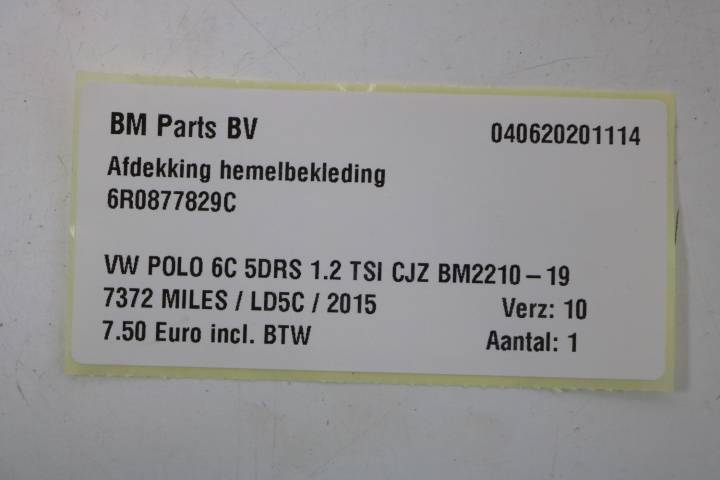 BM Parts BV 040620201114
Afdekking hemelbekleding
6R0877829C
VW POLO 6C 5DRS 1.2 TSI CJZ BM2210-19
7372 MILES / LD5C / 2015 Verz: 10
7.50 Euro incl. BTW Aantal: 1